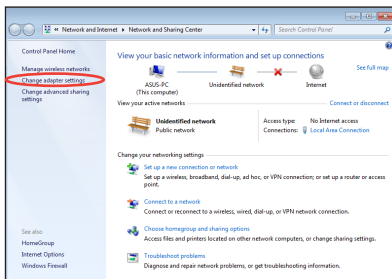 « Network and Internet ▸ Network and Sharing Center
Search Control Panel
Control Panel Home
Manage wireless networks
Change adapter settings
Change advanced sharing
settings
View your basic network information and set up connections
See full map
ASUS-PC
(This computer)
Unidentified network
Internet
View your active networks
Connect or disconnect
Unidentified network
Public network
Access type: No Internet access
Connections: Local Area Connection
Change your networking settings
Set up a new connection or network
Set up a wireless, broadband, dial-up, ad hoc, or VPN connection; or set up a router or access
point.
Connect to a network
Connect or reconnect to a wireless, wired, dial-up, or VPN network connection.
Choose homegroup and sharing options
Access files and printers located on other network computers, or change sharing settings.
Troubleshoot problems
Diagnose and repair network problems, or get troubleshooting information.
See also
HomeGroup
Internet Options
Windows Firewall